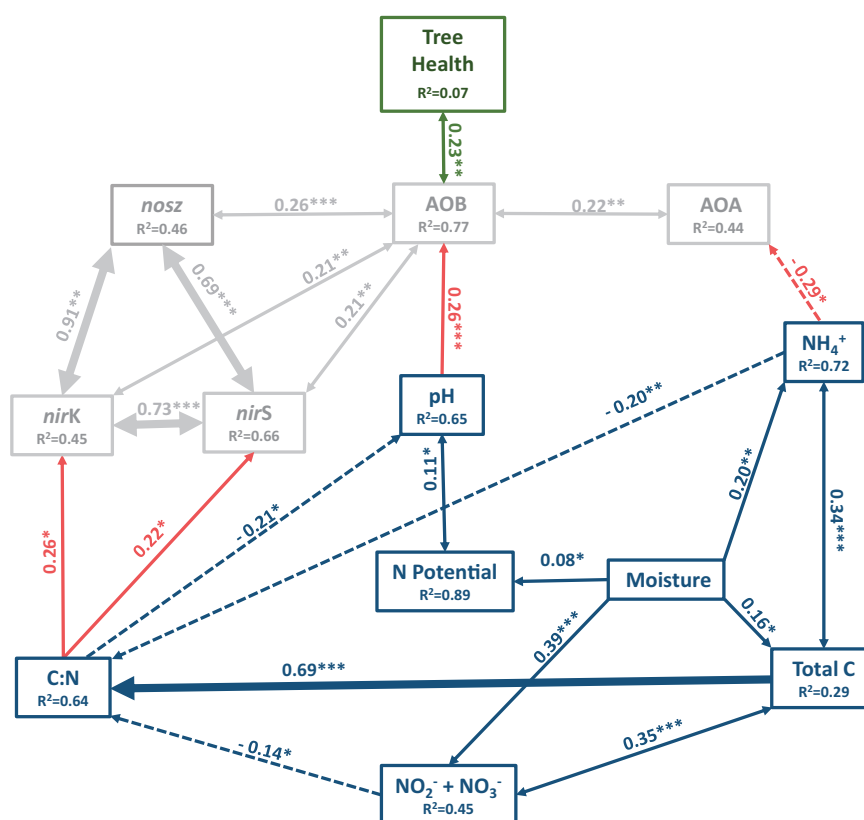 Tree
Health
R²=0.07
0.23**
nosz
R²=0.46
0.26***
AOB
R²=0.77
0.22**
AOA
R²=0.44
0.91**
0.69***
0.21**
0.21**
0.26***
- 0.29*
NH₄⁺
R²=0.72
nirK
R²=0.45
0.73***
nirS
R²=0.66
pH
R²=0.65
- 0.20**
0.26*
0.22*
- 0.21*
0.11*
0.20**
0.34***
N Potential
R²=0.89
0.08*
Moisture
0.39***
0.16*
C:N
R²=0.64
0.69***
Total C
R²=0.29
- 0.14*
0.35***
NO₂⁻ + NO₃⁻
R²=0.45